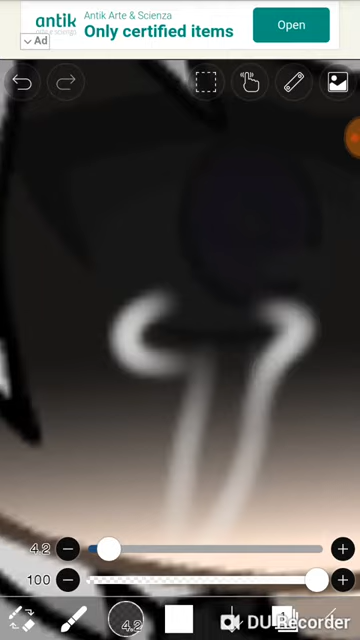 antik
Antik Arte & Scienza
Only certified items
Open
Ad
4.2
100
4.2
DU Recorder